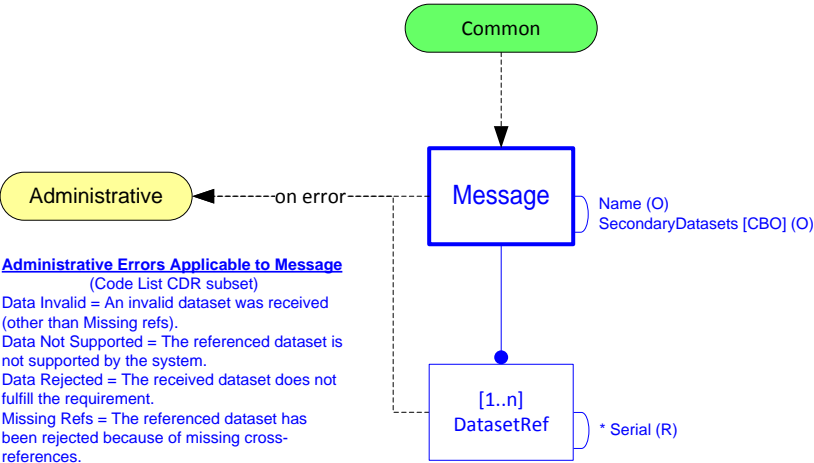 Common
Administrative
on error
Message
Name (O)
SecondaryDatasets [CBO] (O)
Administrative Errors Applicable to Message
(Code List CDR subset)
Data Invalid = An invalid dataset was received
(other than Missing refs).
Data Not Supported = The referenced dataset is
not supported by the system.
Data Rejected = The received dataset does not
fulfill the requirement.
Missing Refs = The referenced dataset has
been rejected because of missing cross-
references.
[1..n]
DatasetRef
* Serial (R)